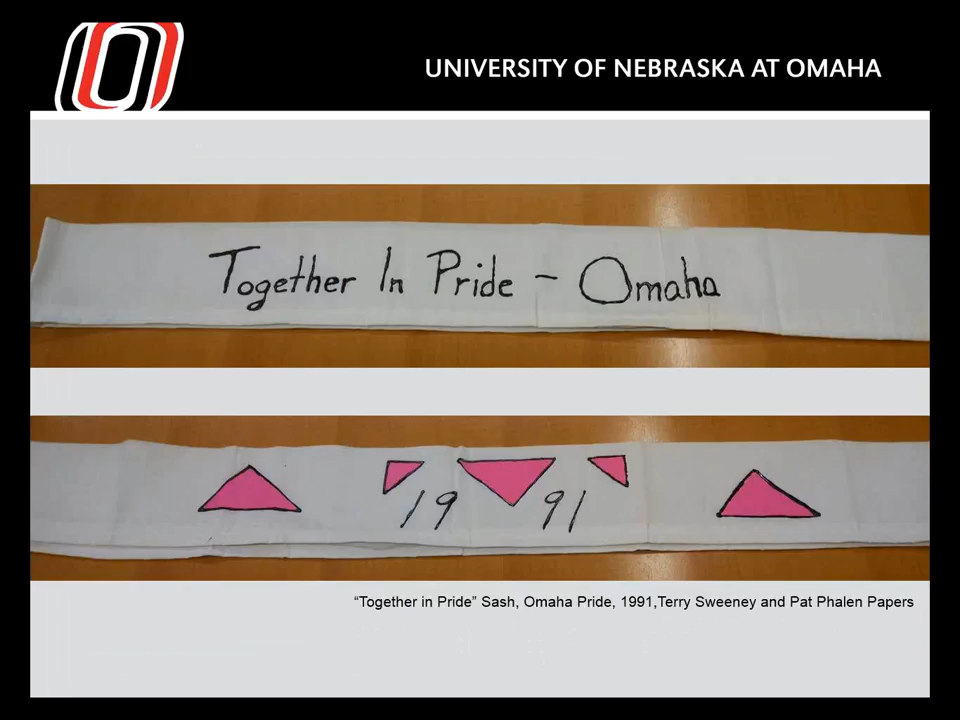 UNIVERSITY OF NEBRASKA AT OMAHA
Together In Pride - Omaha
19 91
“Together in Pride” Sash, Omaha Pride, 1991,Terry Sweeney and Pat Phalen Papers